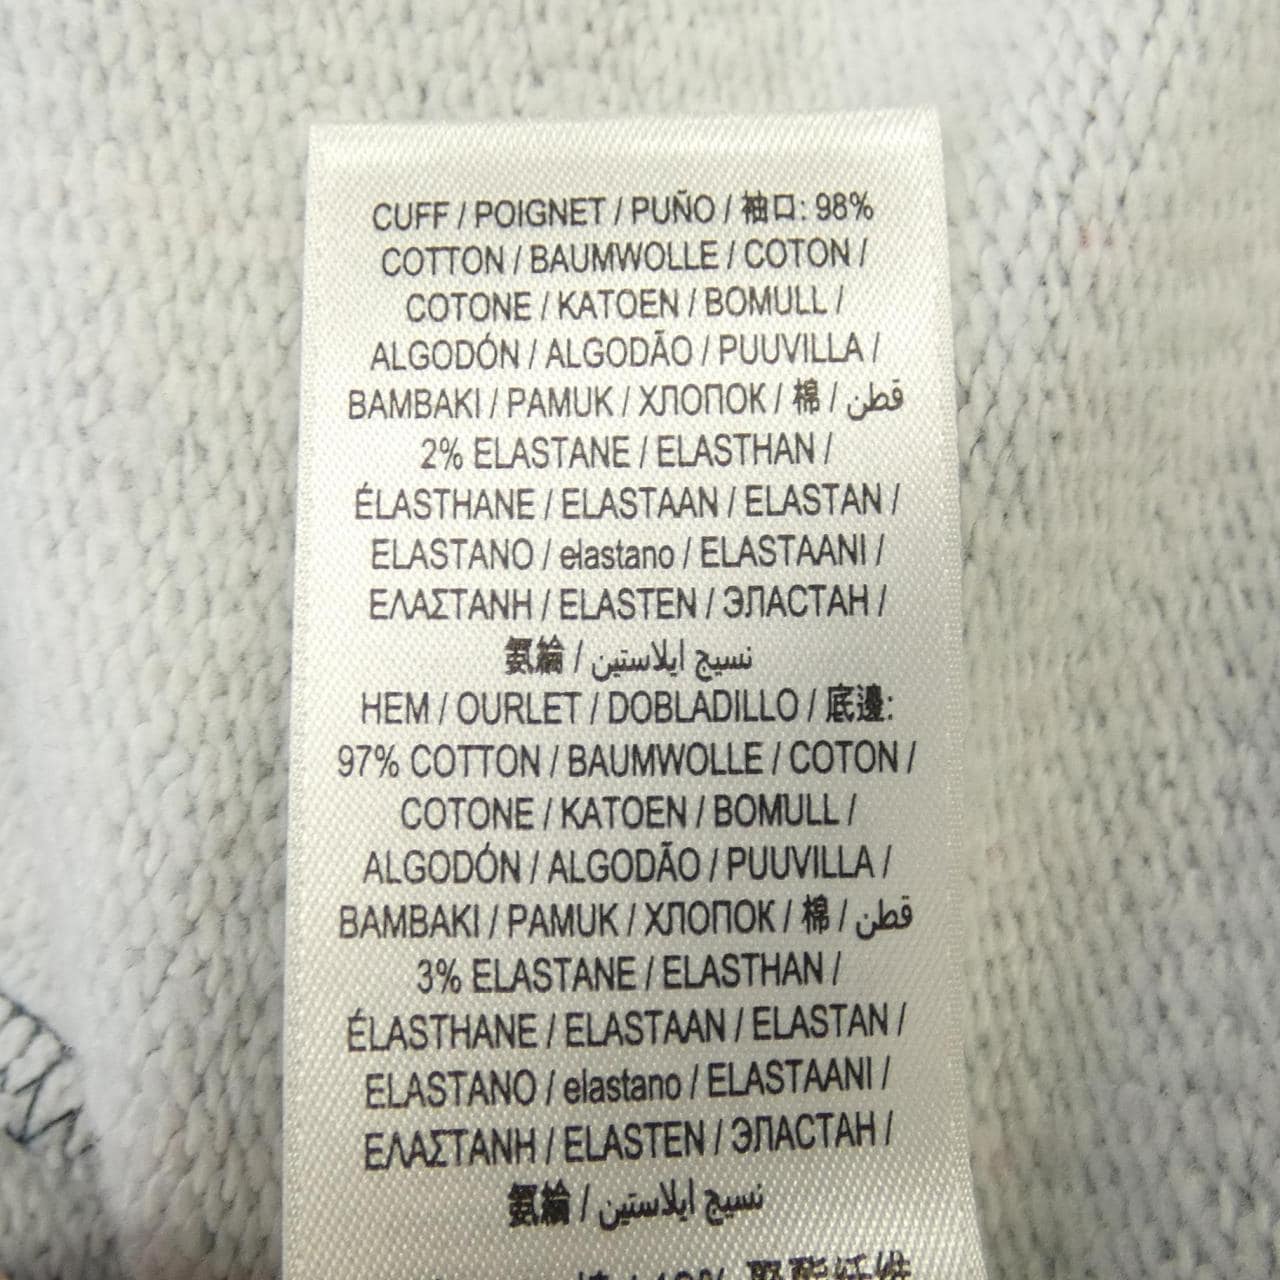 CUFF / POIGNET / PUÑO / 袖口: 98%
COTTON / BAUMWOLLE / COTON /
COTONE / KATOEN / BOMULL /
ALGODÓN / ALGODÃO / PUUVILLA /
BAMBAKI / PAMUK / ХЛОПОК / 棉 / قطن
2% ELASTANE / ELASTHAN /
ÉLASTHANE / ELASTAAN / ELASTAN /
ELASTANO / elastano / ELASTAANI /
ΕΛΑΣΤΑΝΗ / ELASTEN / ЭЛАСТАН /
氨綸 / نسيج ايلاستين
HEM / OURLET / DOBLADILLO / 底邊:
97% COTTON / BAUMWOLLE / COTON /
COTONE / KATOEN / BOMULL /
ALGODÓN / ALGODÃO / PUUVILLA /
BAMBAKI / PAMUK / ХЛОПОК / 棉 / قطن
3% ELASTANE / ELASTHAN /
ÉLASTHANE / ELASTAAN / ELASTAN /
ELASTANO / elastano / ELASTAANI /
ΕΛΑΣΤΑΝΗ / ELASTEN / ЭЛАСТАН /
氨綸 / نسيج ايلاستين